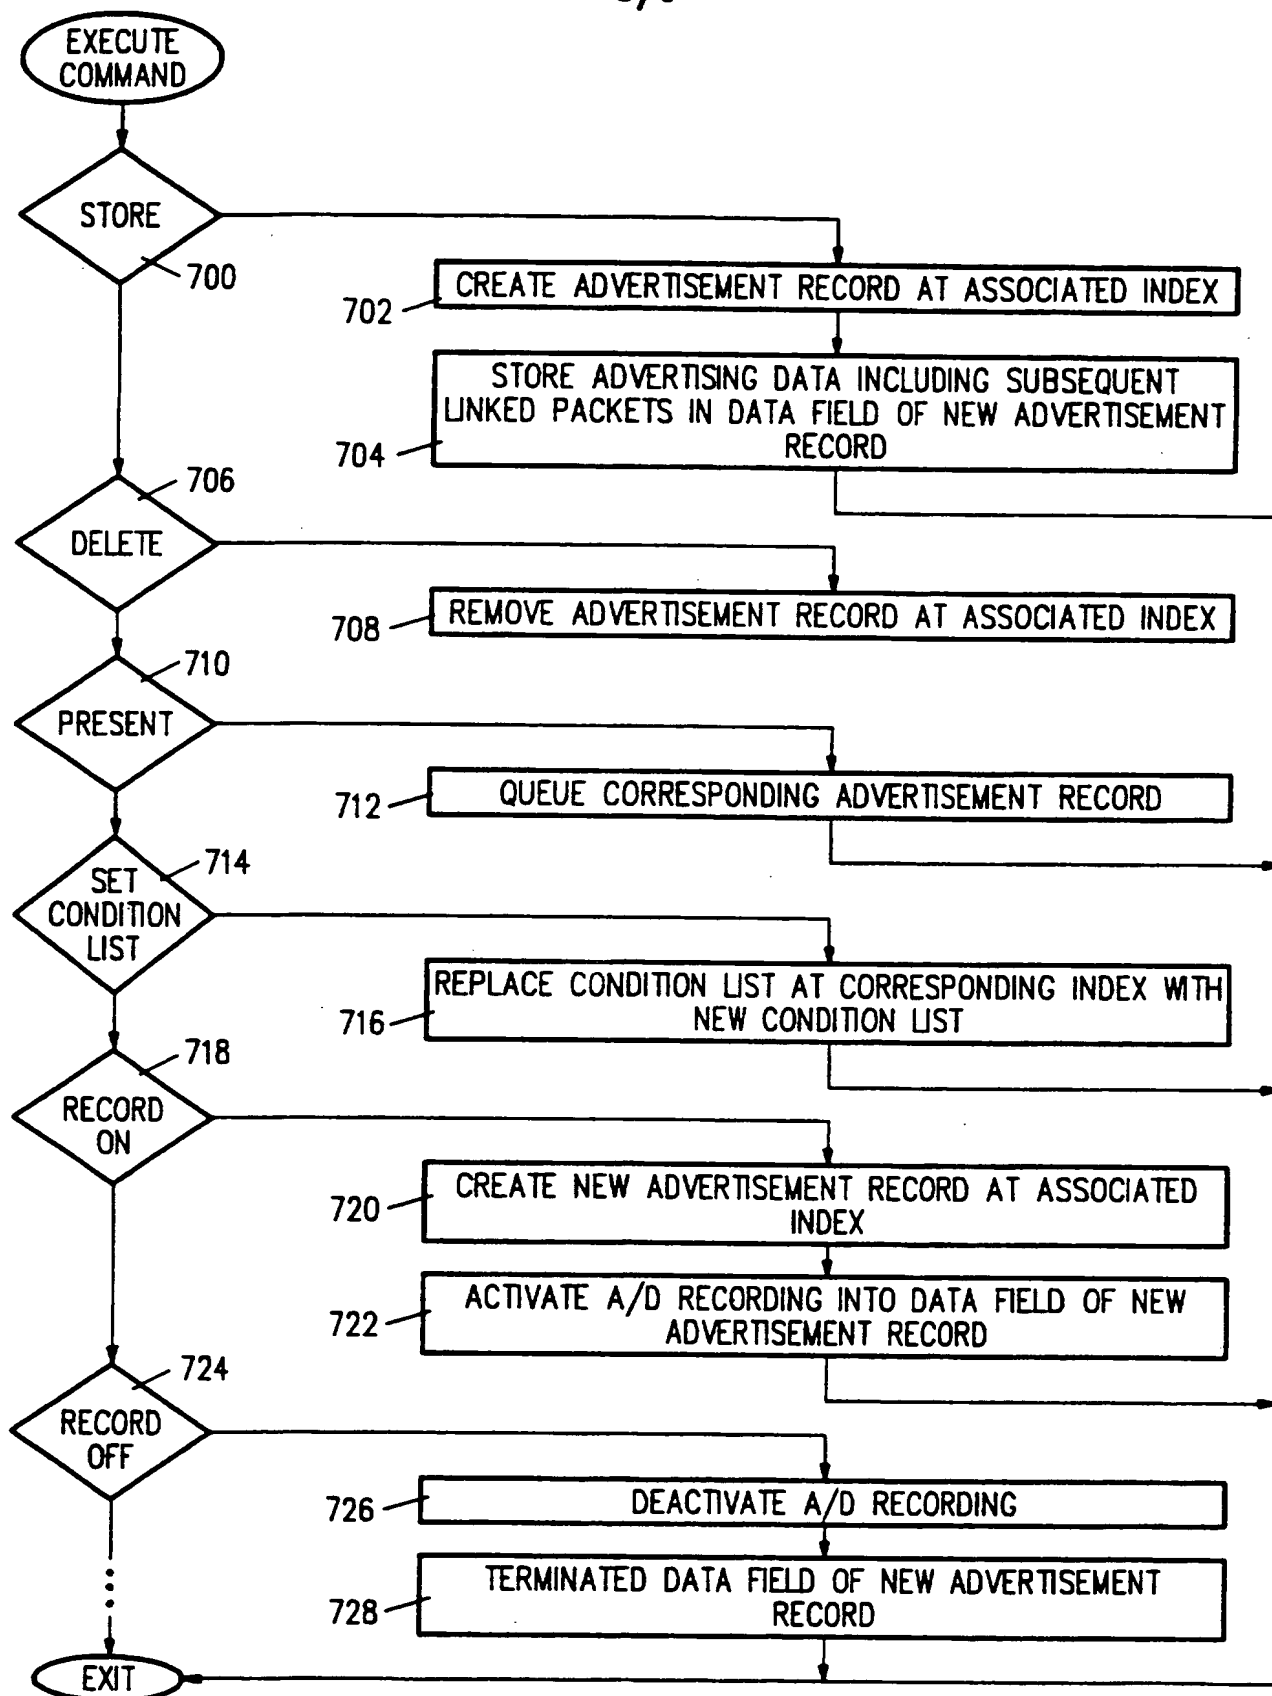 EXECUTE
COMMAND
STORE
700
CREATE ADVERTISEMENT RECORD AT ASSOCIATED INDEX
702
STORE ADVERTISING DATA INCLUDING SUBSEQUENT
LINKED PACKETS IN DATA FIELD OF NEW ADVERTISEMENT
RECORD
704
706
DELETE
REMOVE ADVERTISEMENT RECORD AT ASSOCIATED INDEX
708
710
PRESENT
QUEUE CORRESPONDING ADVERTISEMENT RECORD
712
714
SET
CONDITION
LIST
REPLACE CONDITION LIST AT CORRESPONDING INDEX WITH
NEW CONDITION LIST
716
718
RECORD
ON
CREATE NEW ADVERTISEMENT RECORD AT ASSOCIATED
INDEX
720
ACTIVATE A/D RECORDING INTO DATA FIELD OF NEW
ADVERTISEMENT RECORD
722
724
RECORD
OFF
DEACTIVATE A/D RECORDING
726
TERMINATED DATA FIELD OF NEW ADVERTISEMENT
RECORD
728
EXIT